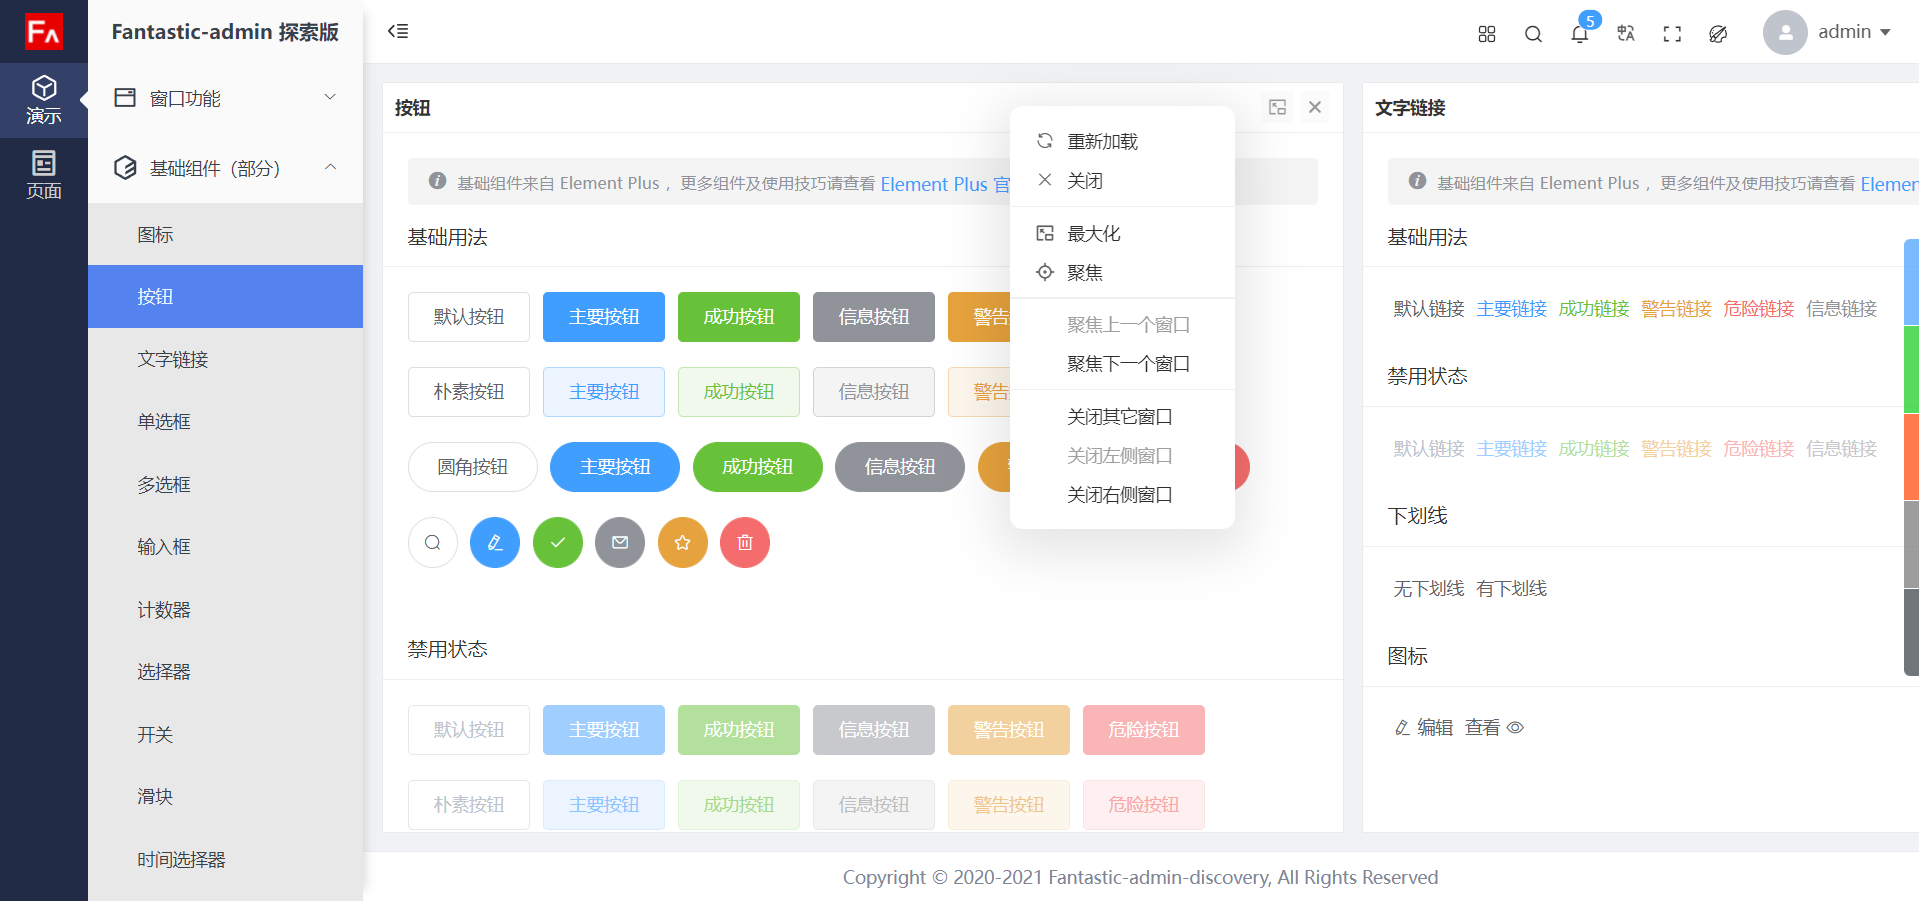 FA
演示
页面
Fantastic-admin 探索版
窗口功能
基础组件（部分）
图标
按钮
文字链接
单选框
多选框
输入框
计数器
选择器
开关
滑块
时间选择器
5
admin
按钮
基础组件来自 Element Plus ，更多组件及使用技巧请查看 Element Plus 官
基础用法
默认按钮 主要按钮 成功按钮 信息按钮 警告
朴素按钮 主要按钮 成功按钮 信息按钮 警告
圆角按钮 主要按钮 成功按钮 信息按钮
禁用状态
默认按钮 主要按钮 成功按钮 信息按钮 警告按钮 危险按钮
朴素按钮 主要按钮 成功按钮 信息按钮 警告按钮 危险按钮
重新加载
关闭
最大化
聚焦
聚焦上一个窗口
聚焦下一个窗口
关闭其它窗口
关闭左侧窗口
关闭右侧窗口
文字链接
基础组件来自 Element Plus ，更多组件及使用技巧请查看 Elemen
基础用法
默认链接 主要链接 成功链接 警告链接 危险链接 信息链接
禁用状态
默认链接 主要链接 成功链接 警告链接 危险链接 信息链接
下划线
无下划线 有下划线
图标
编辑 查看
Copyright © 2020-2021 Fantastic-admin-discovery, All Rights Reserved